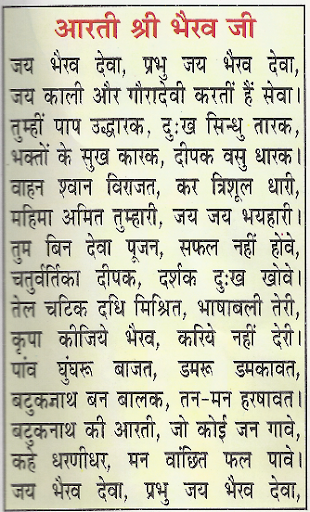 आरती श्री भैरव जी
जय भैरव देवा, प्रभु जय भैरव देवा,
जय काली और गौरादेवी करतीं हैं सेवा।
तुम्हीं पाप उद्धारक, दुःख सिन्धु तारक,
भक्तों के सुख कारक, दीपक वसु धारक।
वाहन श्वान विराजत, कर त्रिशूल धारी,
महिमा अमित तुम्हारी, जय जय भयहारी।
तुम बिन देवा पूजन, सफल नहीं होंवे,
चतुर्वर्तिका दीपक, दर्शक दुःख खोवे।
तेल चटिक दधि मिश्रित, भाषाबली तेरी,
कृपा कीजिये भैरव, करिये नहीं देरी।
पांव घुंघरू बाजत, डमरू डमकावत,
बटुकनाथ बन बालक, तन-मन हरषावत।
बटुकनाथ की आरती, जो कोई जन गावे,
कहे धरणीधर, मन वांछित फल पावे।
जय भैरव देवा, प्रभु जय भैरव देवा,